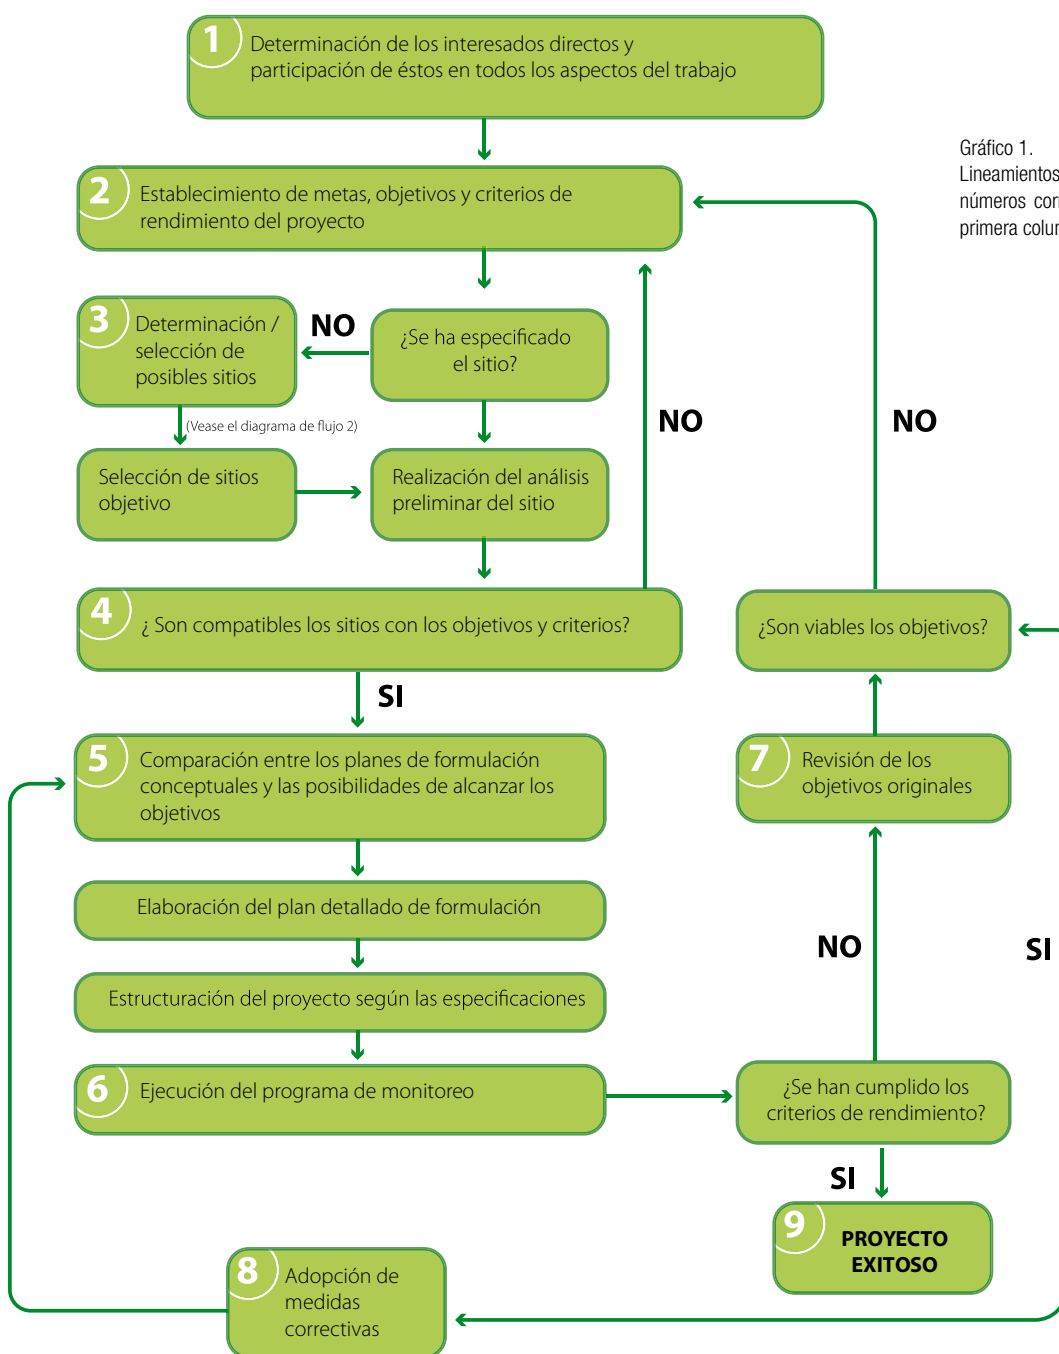 1
Determinación de los interesados directos y
participación de éstos en todos los aspectos del trabajo
Gráfico 1.
Lineamientos
números
primera
2
Establecimiento de metas, objetivos y criterios de
rendimiento del proyecto
3
Determinación /
selección de
posibles sitios
NO
¿Se ha especificado
el sitio?
(Vease el diagrama de flujo 2)
NO
NO
Selección de sitios
objetivo
Realización del análisis
preliminar del sitio
4
¿ Son compatibles los sitios con los objetivos y criterios?
¿Son viables los objetivos?
SI
5
Comparación entre los planes de formulación
conceptuales y las posibilidades de alcanzar los
objetivos
7
Revisión de los
objetivos originales
Elaboración del plan detallado de formulación
NO
SI
Estructuración del proyecto según las especificaciones
6
Ejecución del programa de monitoreo
¿Se han cumplido los
criterios de rendimiento?
SI
9
PROYECTO
EXITOSO
8
Adopción de
medidas
correctivas